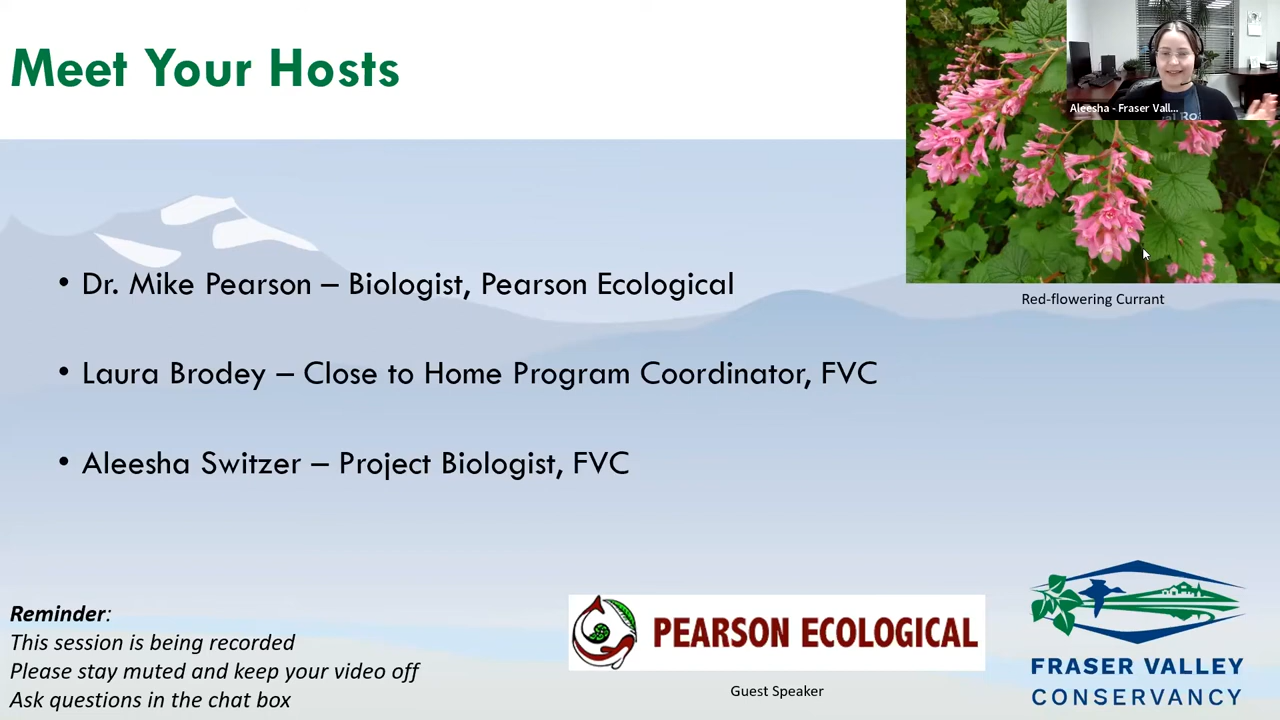 Meet Your Hosts
Aleesha - Fraser Vall...
Red-flowering Currant
• Dr. Mike Pearson – Biologist, Pearson Ecological
• Laura Brodey – Close to Home Program Coordinator, FVC
• Aleesha Switzer – Project Biologist, FVC
Reminder:
This session is being recorded
Please stay muted and keep your video off
Ask questions in the chat box
PEARSON ECOLOGICAL
Guest Speaker
FRASER VALLEY
CONSERVANCY